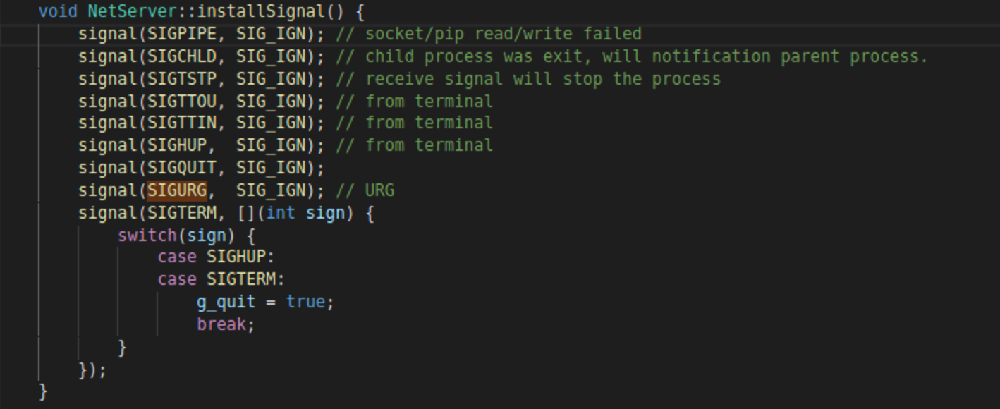 void NetServer::installSignal() {
    signal(SIGPIPE, SIG_IGN); // socket/pip read/write failed
    signal(SIGCHLD, SIG_IGN); // child process was exit, will notification parent process.
    signal(SIGTSTP, SIG_IGN); // receive signal will stop the process
    signal(SIGTTOU, SIG_IGN); // from terminal
    signal(SIGTTIN, SIG_IGN); // from terminal
    signal(SIGHUP,  SIG_IGN); // from terminal
    signal(SIGQUIT, SIG_IGN);
    signal(SIGURG,  SIG_IGN); // URG
    signal(SIGTERM, [](int sign) {
        switch(sign) {
            case SIGHUP:
            case SIGTERM:
                g_quit = true;
                break;
        }
    });
}